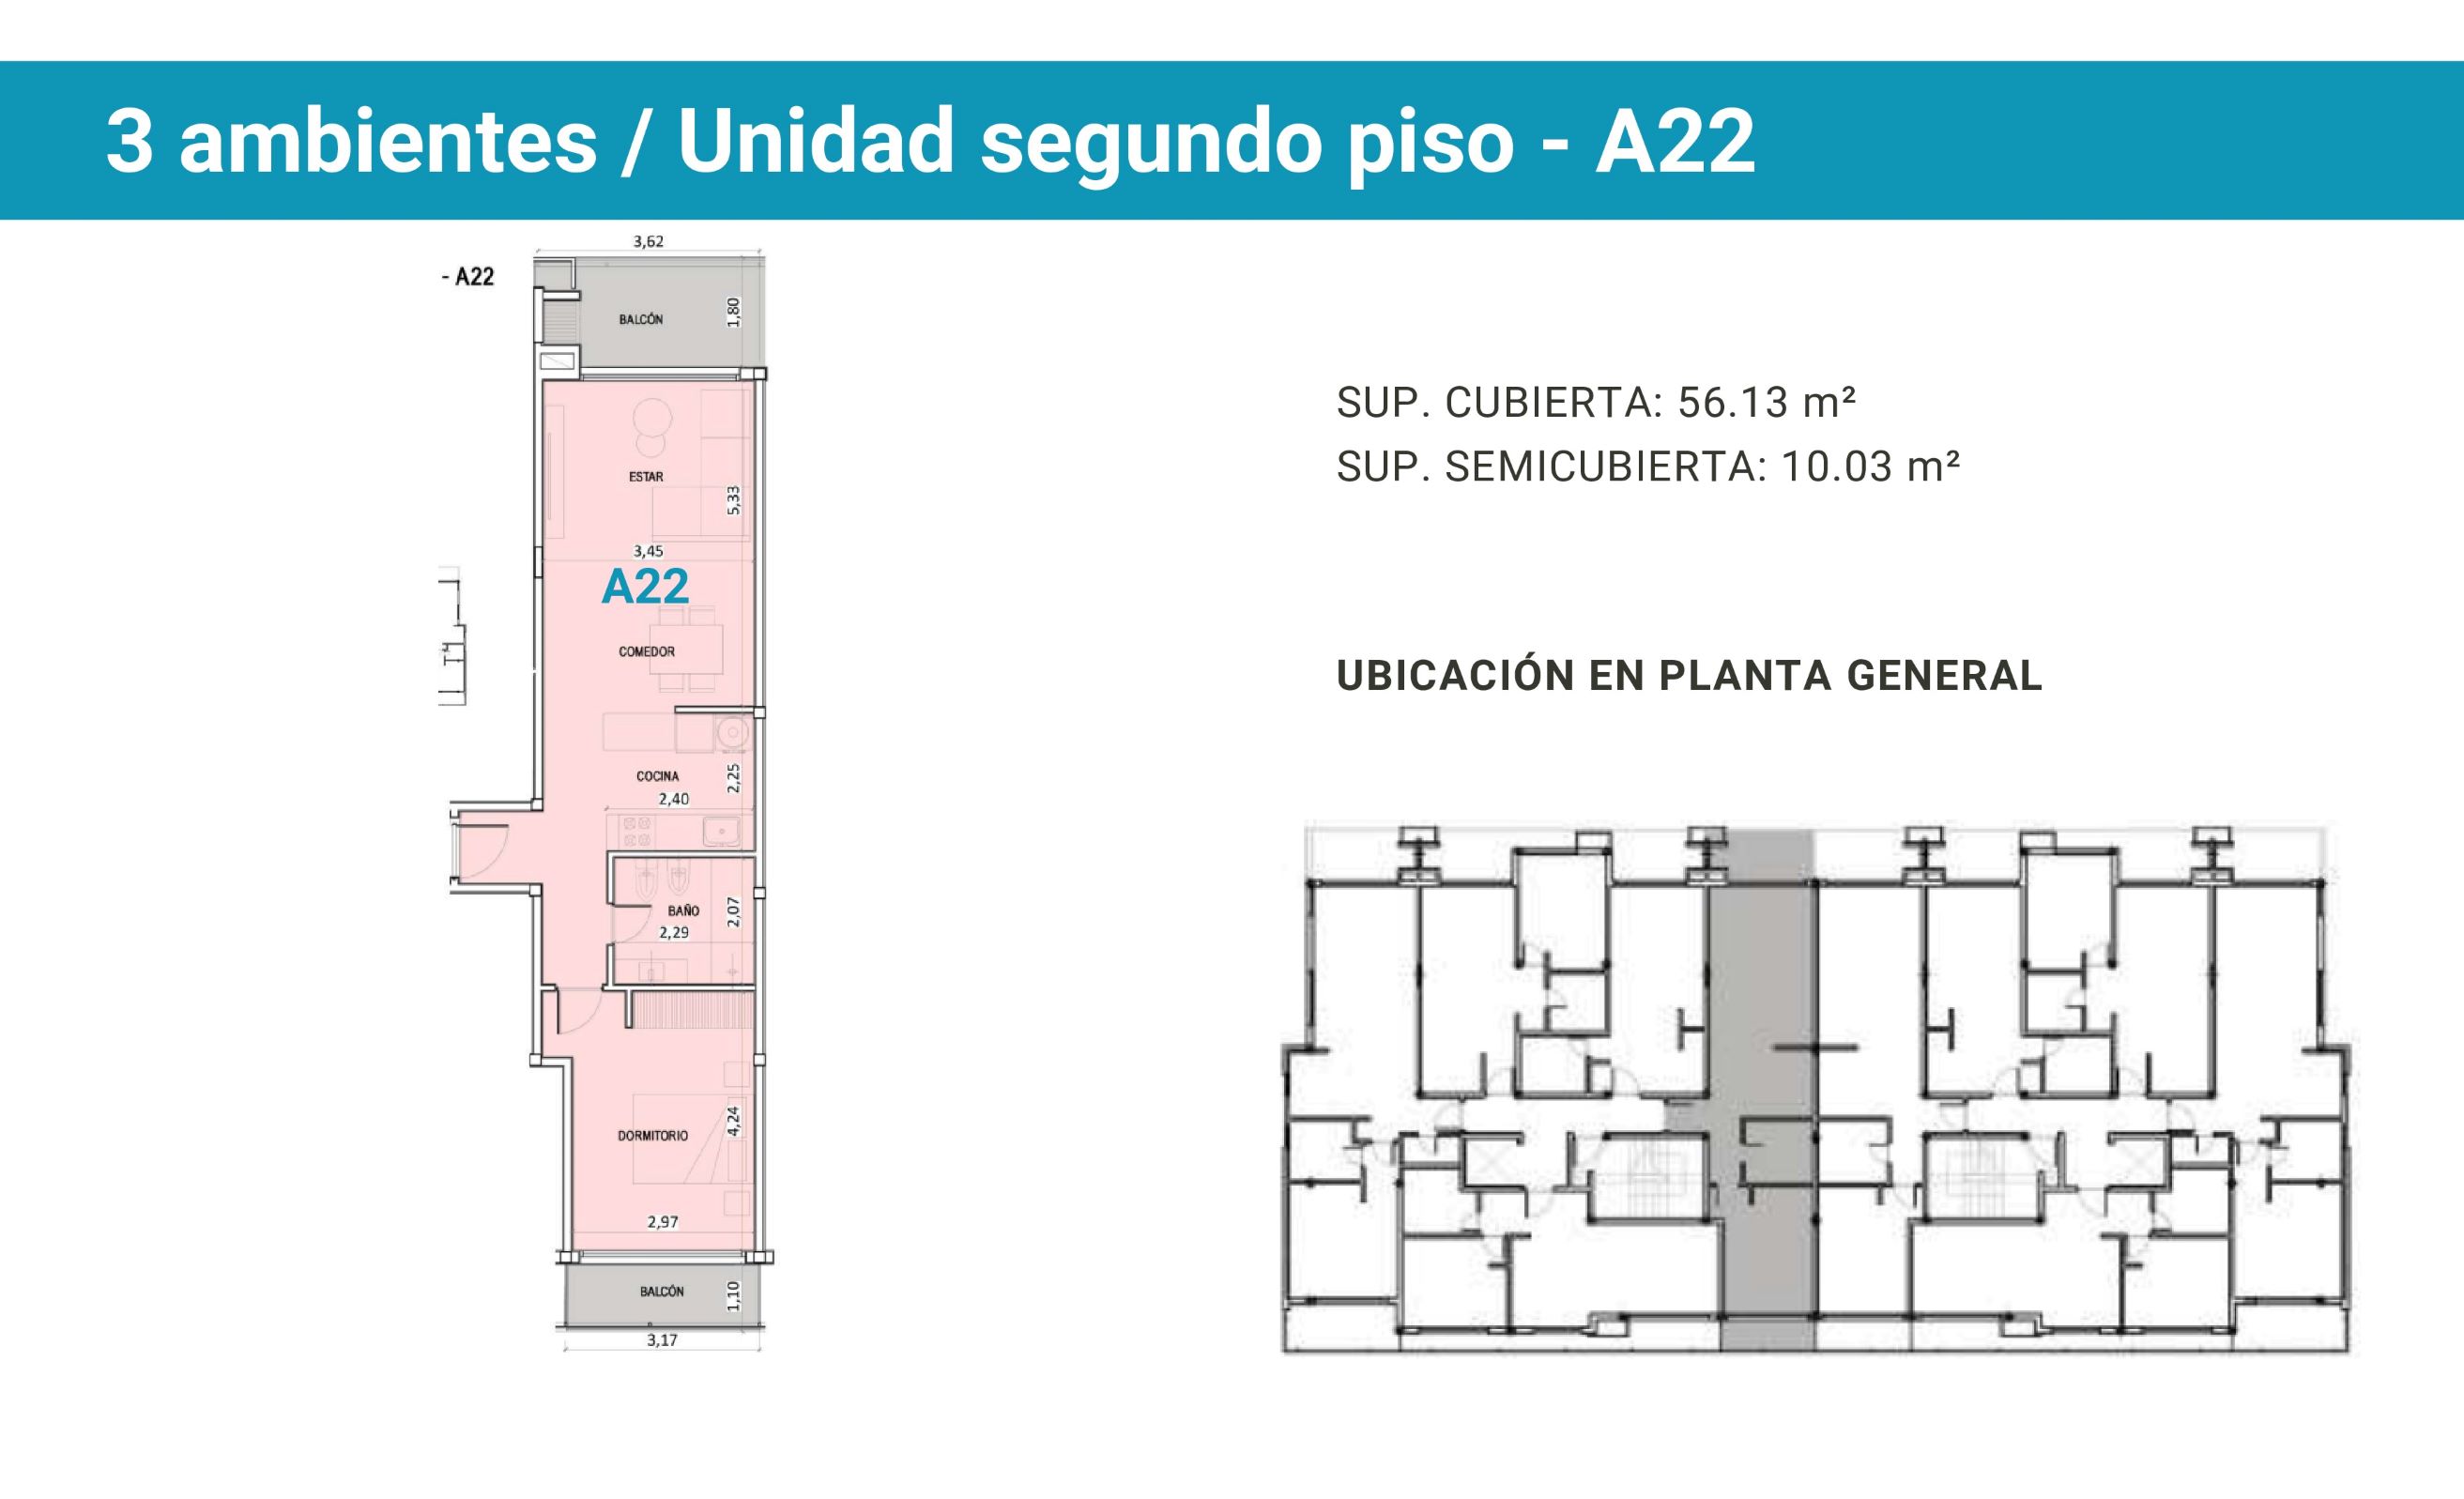 3 ambientes / Unidad segundo piso - A22
3,62
- A22
BALCÓN
1,80
ESTAR
5,33
3,45
A22
COMEDOR
COCINA
2,25
2,40
BAÑO
2,07
2,29
DORMITORIO
4,24
2,97
BALCÓN
1,10
3,17
SUP. CUBIERTA: 56.13 m²
SUP. SEMICUBIERTA: 10.03 m²
UBICACIÓN EN PLANTA GENERAL